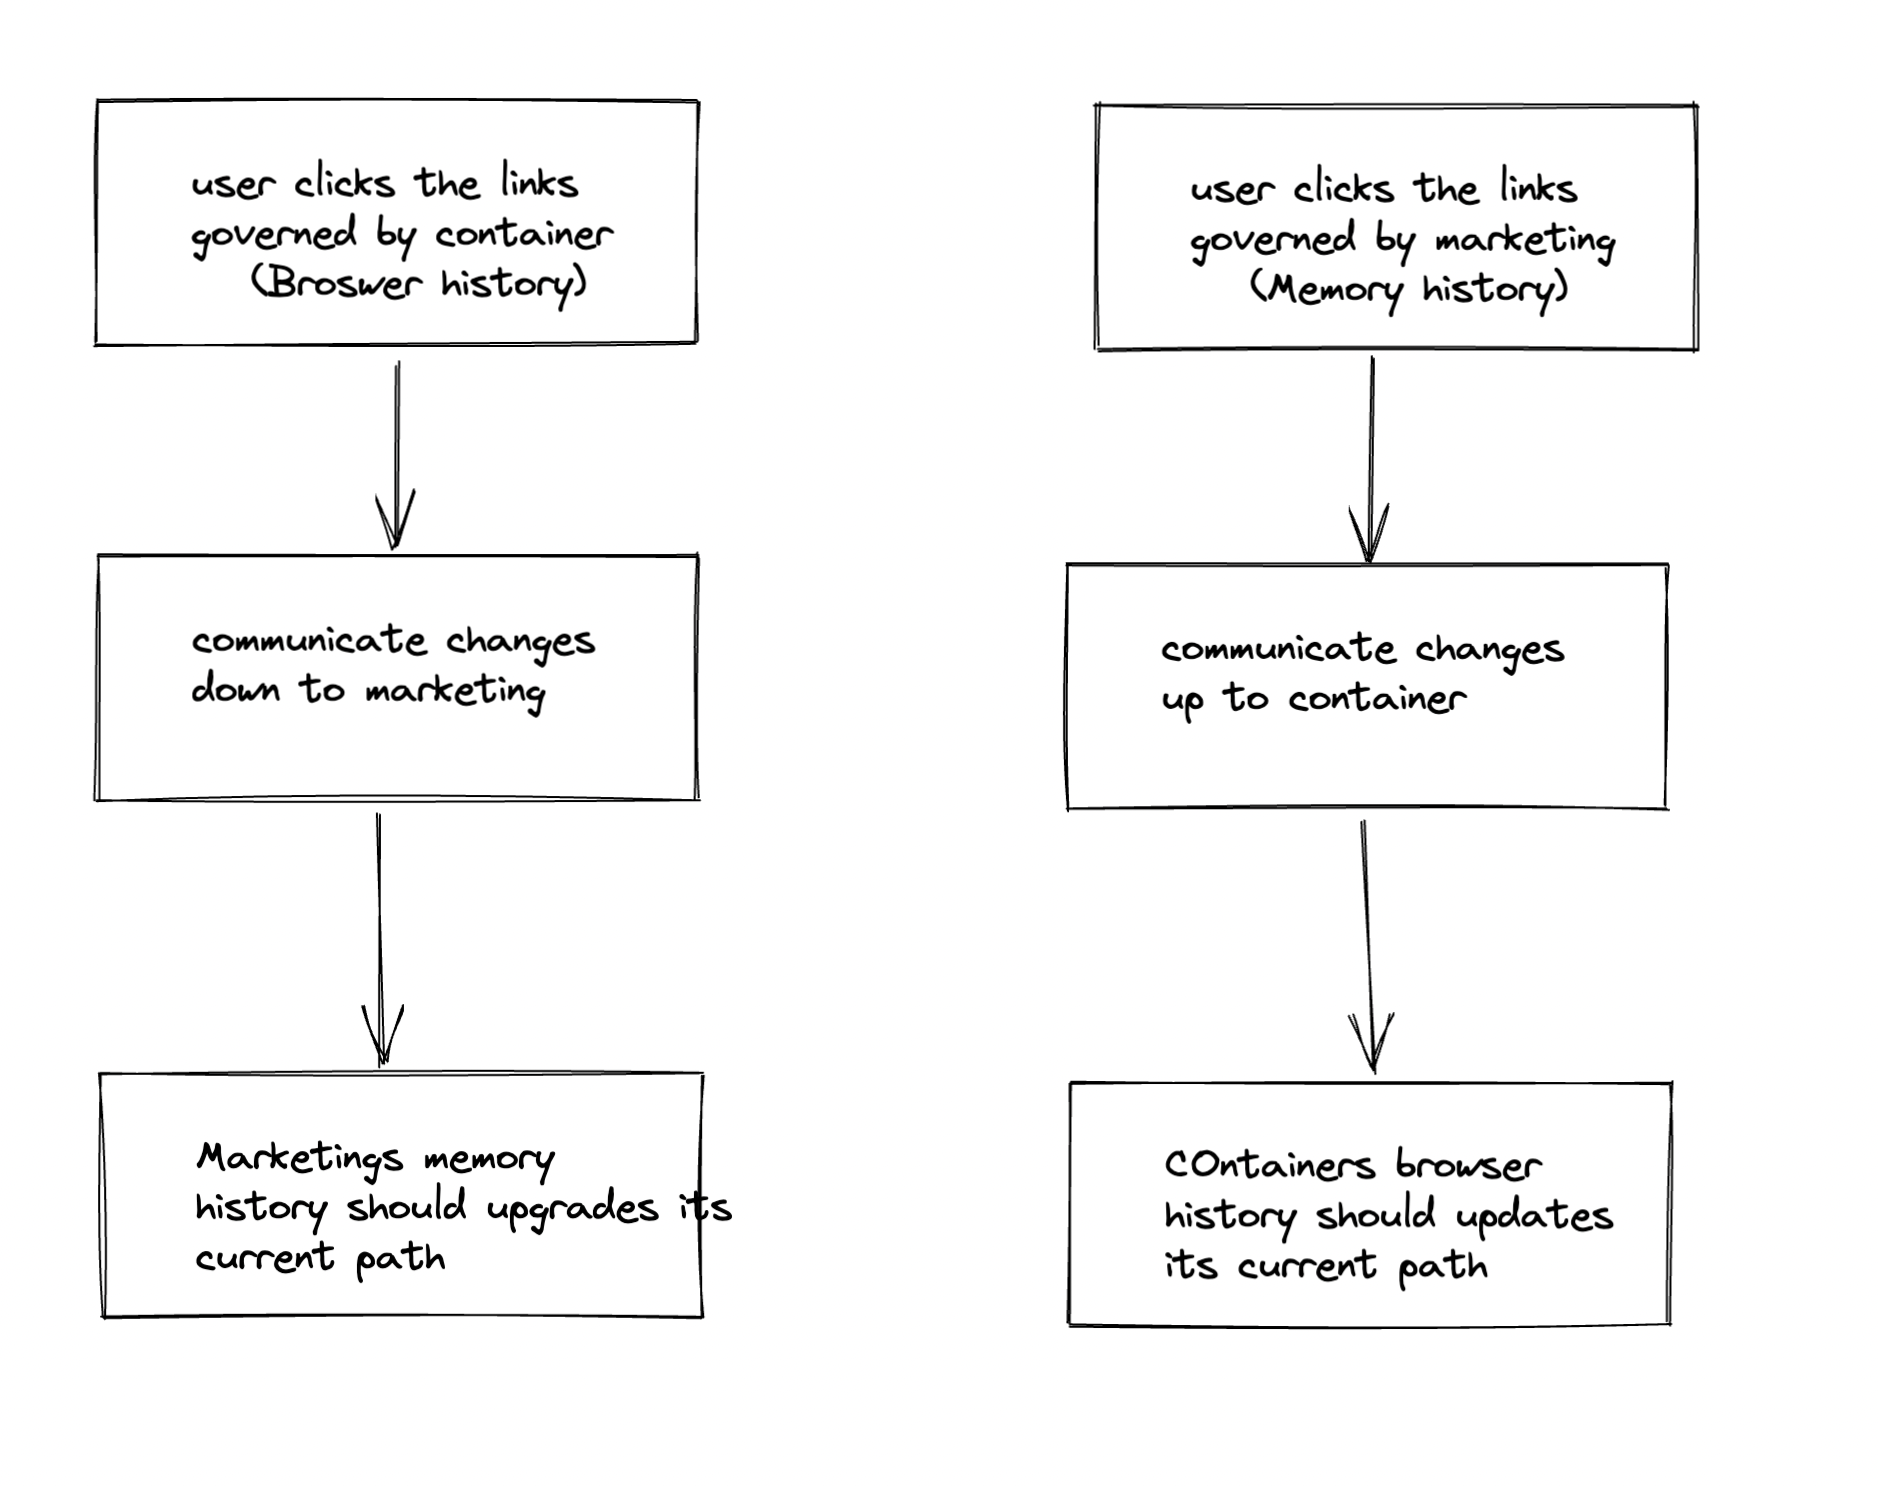 user clicks the links
governed by container
(Broswer history)
communicate changes
down to marketing
Marketings memory
history should upgrades its
current path
user clicks the links
governed by marketing
(Memory history)
communicate changes
up to container
COntainers browser
history should updates
its current path